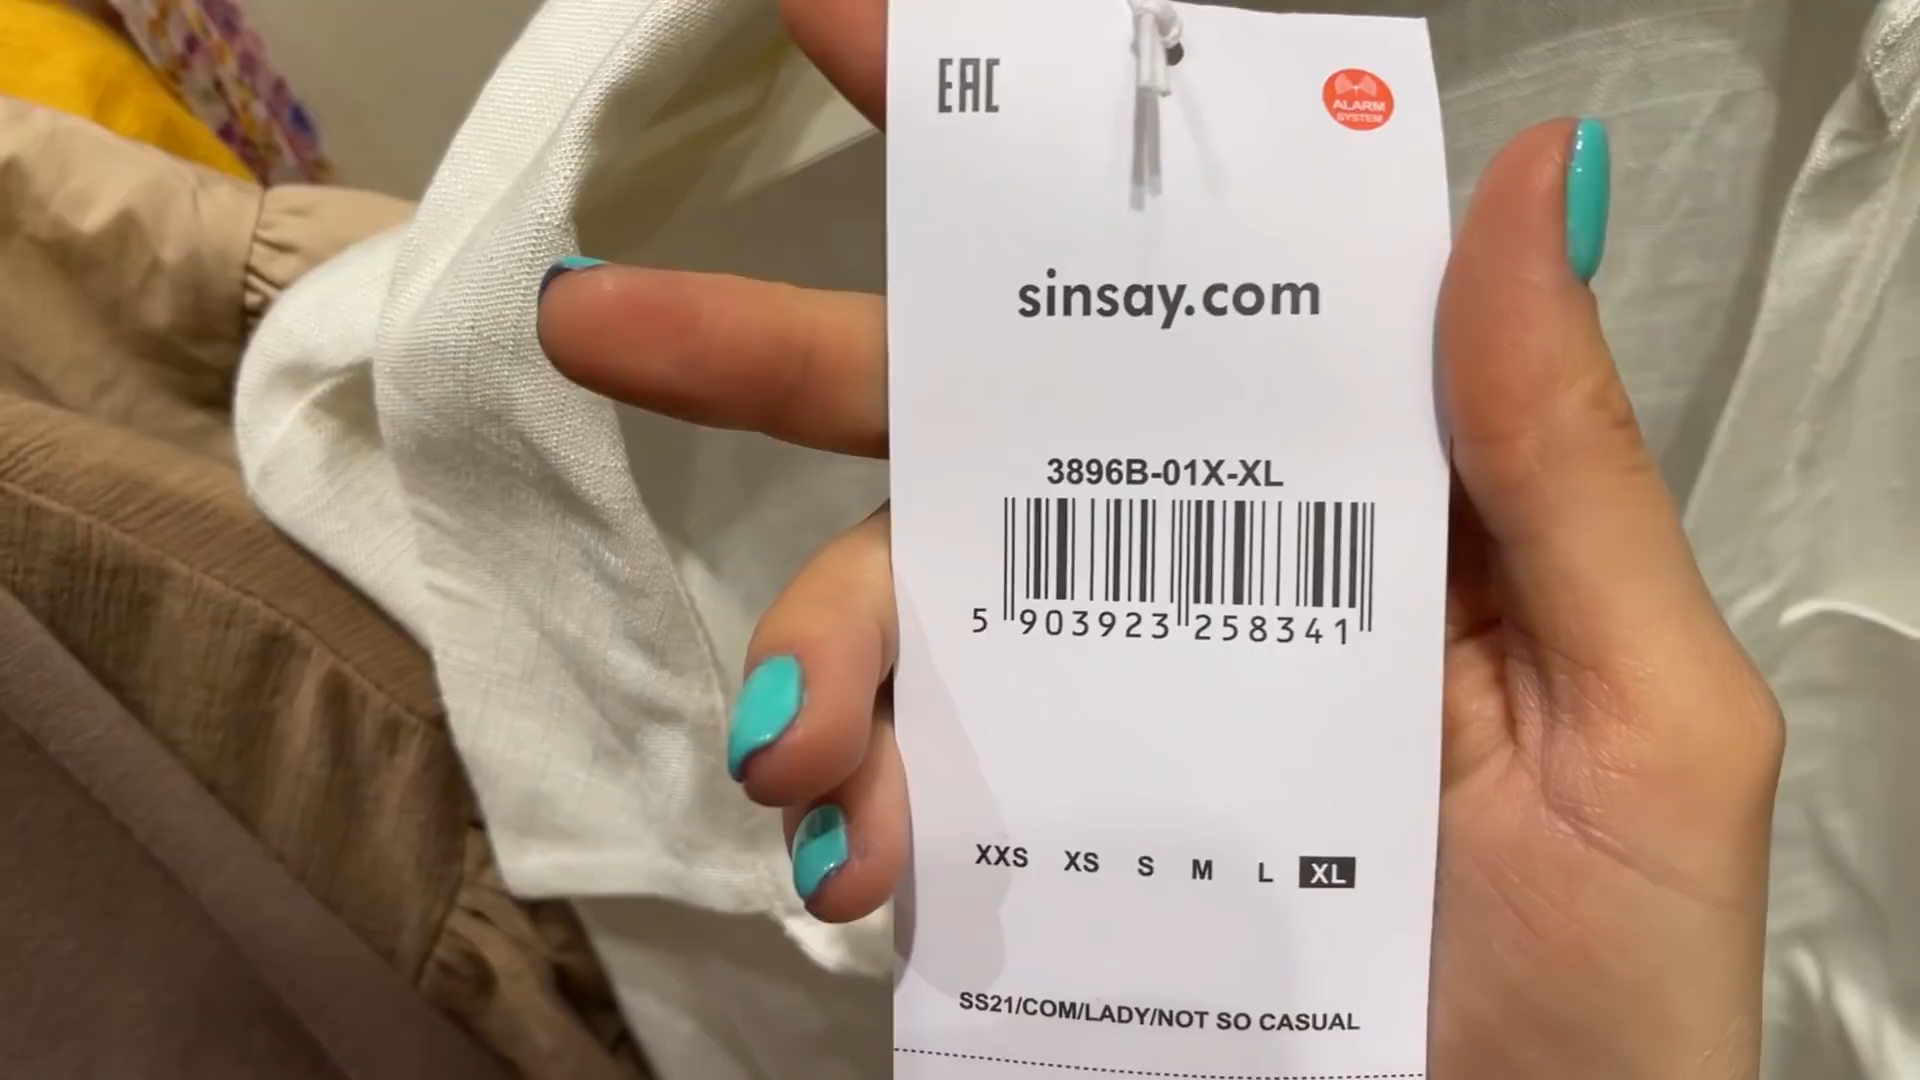 EAC
ALARM
SYSTEM
sinsay.com
3896B-01X-XL
5 903923 258341
XXS XS S M L XL
SS21/COM/LADY/NOT SO CASUAL